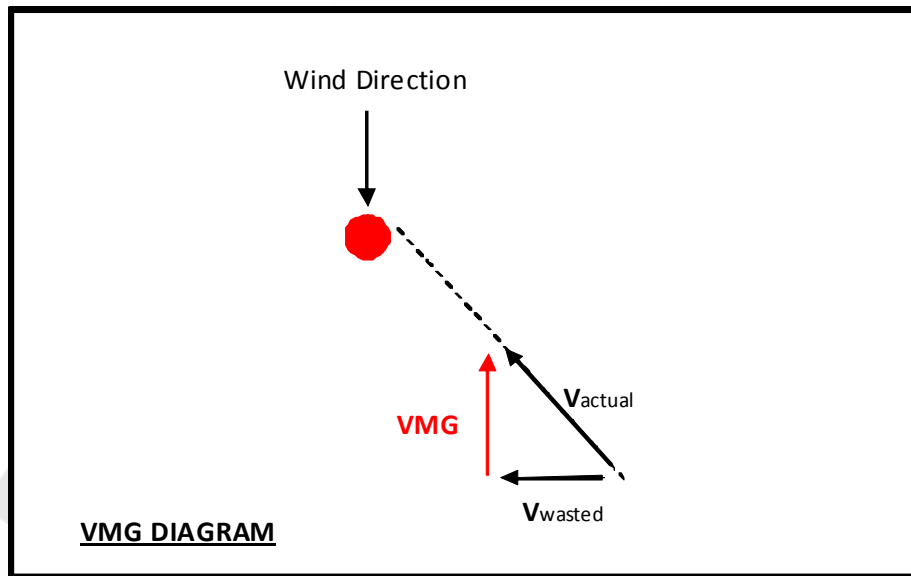 Wind Direction
Vactual
VMG
Vwasted
VMG DIAGRAM